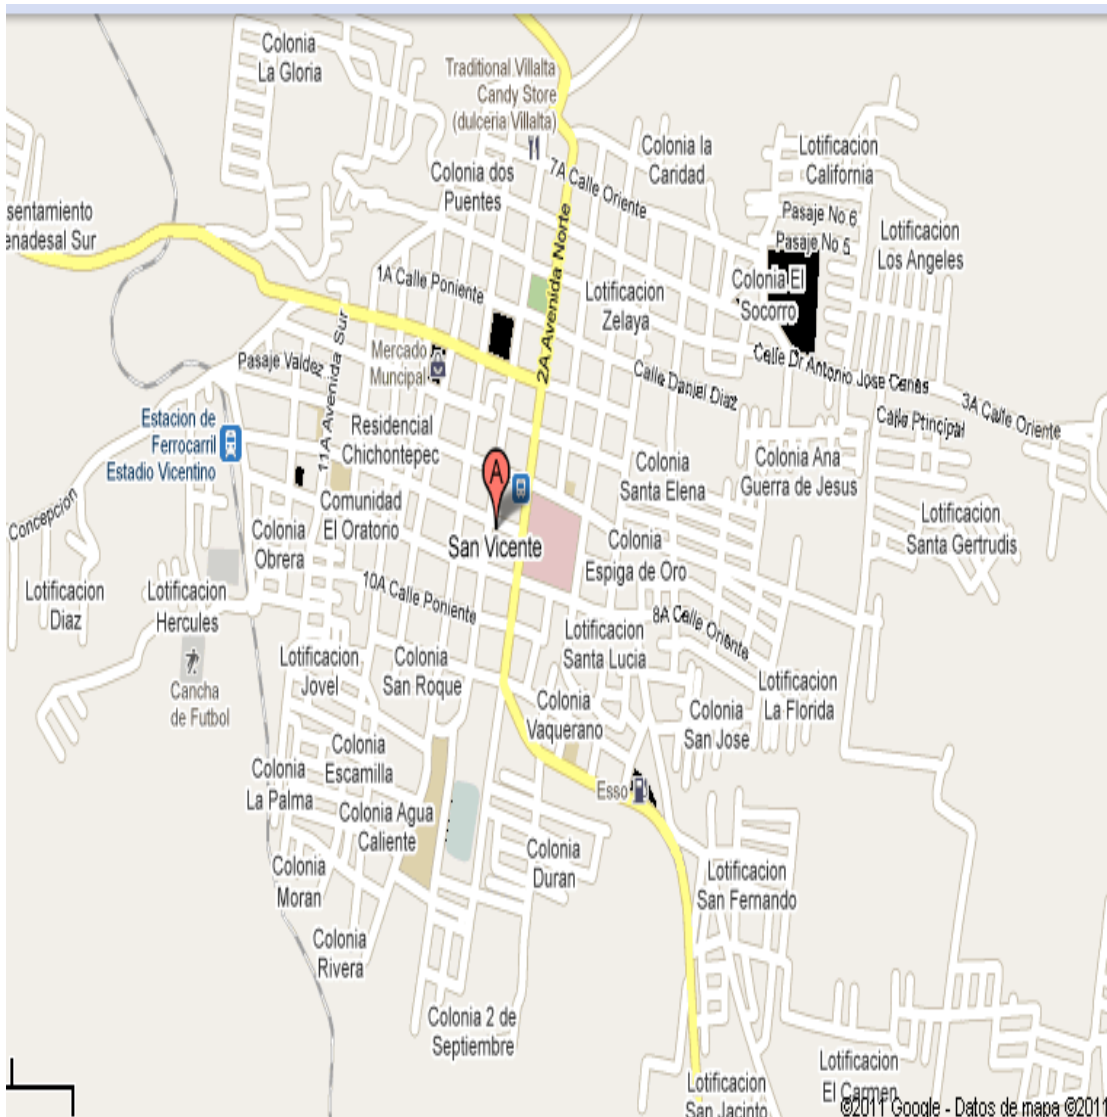 Colonia
La Gloria
Traditional Villalta
Candy Store
(dulceria Villalta)
Colonia la
Caridad
Lotificacion
California
Colonia dos
Puentes
7A Calle Oriente
Pasaje No 6
Pasaje No 5
Lotificacion
Los Angeles
sentamiento
enadesal Sur
2A Avenida Norte
1A Calle Poniente
Lotificacion
Zelaya
Colonia El
Socorro
11A Avenida Sur
Mercado
Muncipal
Pasaje Valdez
Calle Daniel Diaz
Calle Dr Antonio Jose Cañas
3A Calle Oriente
Calle Principal
Estacion de
Ferrocarril
Estadio Vicentino
Residencial
Chichontepec
Colonia
Santa Elena
Colonia Ana
Guerra de Jesus
A
Concepcion
Comunidad
El Oratorio
Colonia
Obrera
San Vicente
Colonia
Espiga de Oro
Lotificacion
Santa Gertrudis
Lotificacion
Diaz
Lotificacion
Hercules
10A Calle Poniente
8A Calle Oriente
Lotificacion
Santa Lucia
Lotificacion
Jovel
Colonia
San Roque
Cancha
de Futbol
Colonia
Vaquerano
Colonia
San Jose
Lotificacion
La Florida
Colonia
Escamilla
Colonia
La Palma
Colonia Agua
Caliente
Esso
Colonia
Moran
Colonia
Duran
Lotificacion
San Fernando
Colonia
Rivera
Colonia 2 de
Septiembre
Lotificacion
El Carmen
Lotificacion
San Jacinto
©2011 Google - Datos de mapa ©2011